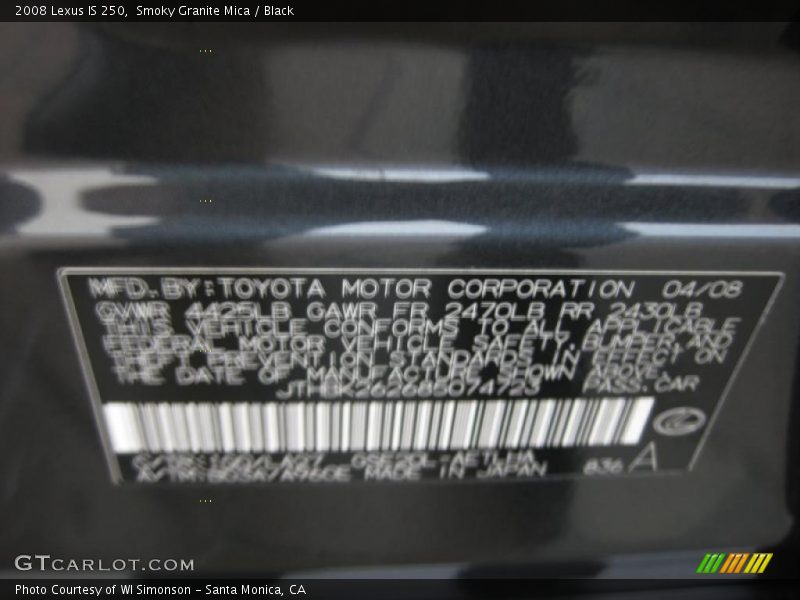 2008 Lexus IS 250,  Smoky Granite Mica / Black
MFD. BY: TOYOTA MOTOR CORPORATION 04/08
GVWR 4425LB GAWR FR 2470LB RR 2430LB
THIS VEHICLE CONFORMS TO ALL APPLICABLE
FEDERAL MOTOR VEHICLE SAFETY, BUMPER, AND
THEFT PREVENTION STANDARDS IN EFFECT ON
THE DATE OF MANUFACTURE SHOWN ABOVE.
PASS. CAR
A/TM: A960E MADE IN JAPAN 836 A
GTCARLOT.COM
Photo Courtesy of WI Simonson – Santa Monica, CA